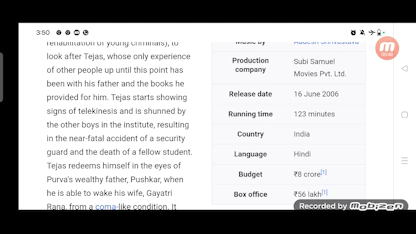 3:50
rehabilitation of young criminals), to
look after Tejas, whose only experience
of other people up until this point has
been with his father and the books he
provided for him. Tejas starts showing
signs of telekinesis and is shunned by
the other boys in the institute, resulting
in the near-fatal accident of a security
guard and the death of a fellow student.
Tejas redeems himself in the eyes of
Purva's wealthy father, Pushkar, when
he is able to wake his wife, Gayatri
Rana, from a coma-like condition. It
Music by
Production company Subi Samuel Movies Pvt. Ltd.
Release date 16 June 2006
Running time 123 minutes
Country India
Language Hindi
Budget ₹8 crore[1]
Box office ₹56 lakh[1]
Recorded by Mobizen